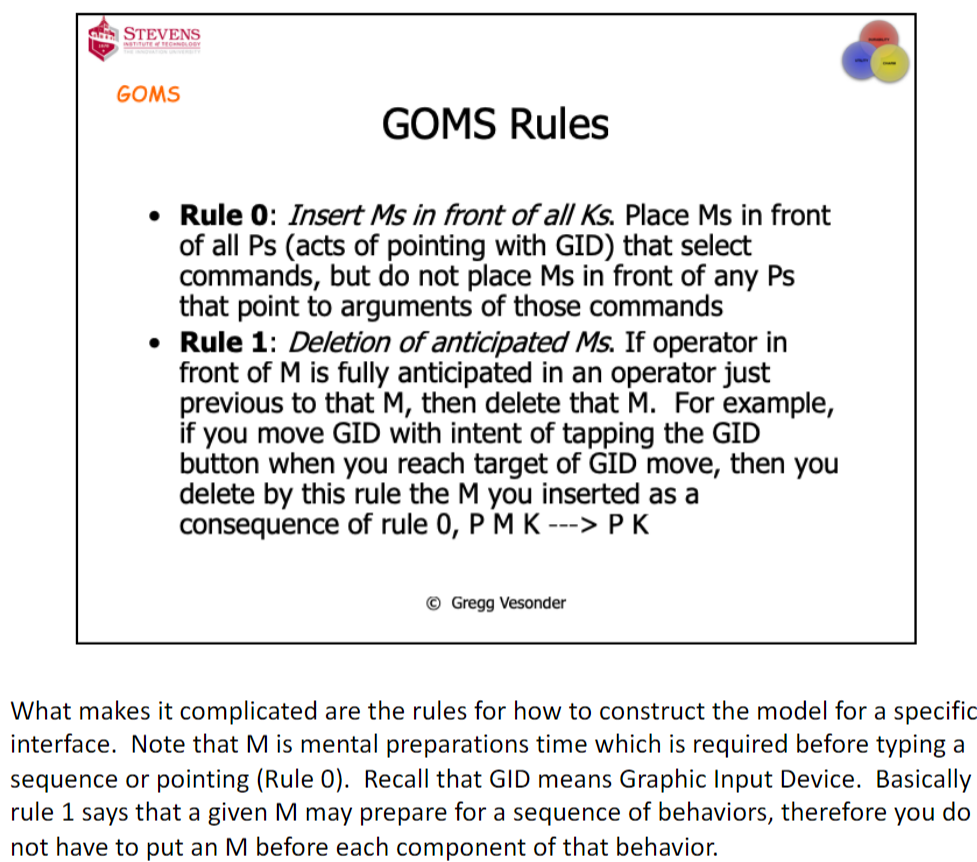 STEVENS
INSTITUTE of TECHNOLOGY
THE INNOVATION UNIVERSITY
GOMS
GOMS Rules
• Rule 0: Insert Ms in front of all Ks. Place Ms in front
of all Ps (acts of pointing with GID) that select
commands, but do not place Ms in front of any Ps
that point to arguments of those commands
• Rule 1: Deletion of anticipated Ms. If operator in
front of M is fully anticipated in an operator just
previous to that M, then delete that M.  For example,
if you move GID with intent of tapping the GID
button when you reach target of GID move, then you
delete by this rule the M you inserted as a
consequence of rule 0, P M K ---> P K
© Gregg Vesonder
What makes it complicated are the rules for how to construct the model for a specific
interface.  Note that M is mental preparations time which is required before typing a
sequence or pointing (Rule 0).  Recall that GID means Graphic Input Device.  Basically
rule 1 says that a given M may prepare for a sequence of behaviors, therefore you do
not have to put an M before each component of that behavior.